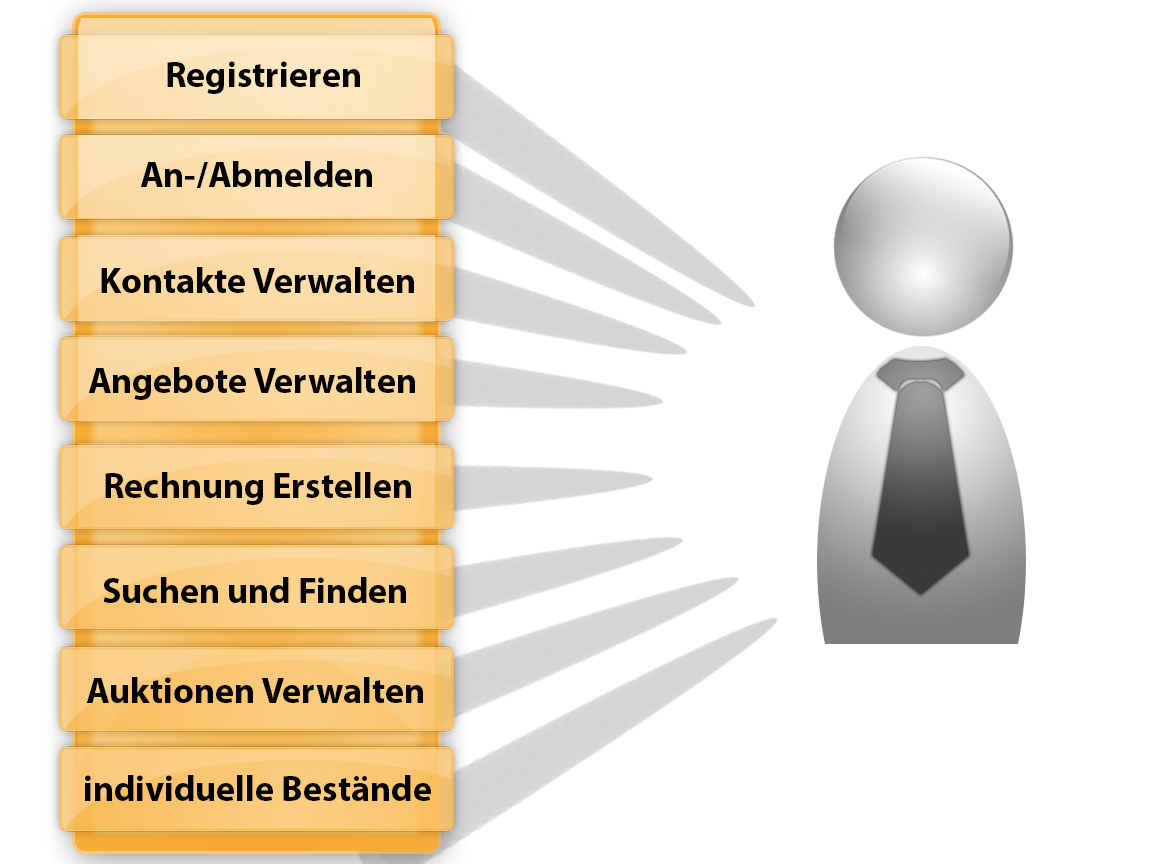 Registrieren
An-/Abmelden
Kontakte Verwalten
Angebote Verwalten
Rechnung Erstellen
Suchen und Finden
Auktionen Verwalten
individuelle Bestände